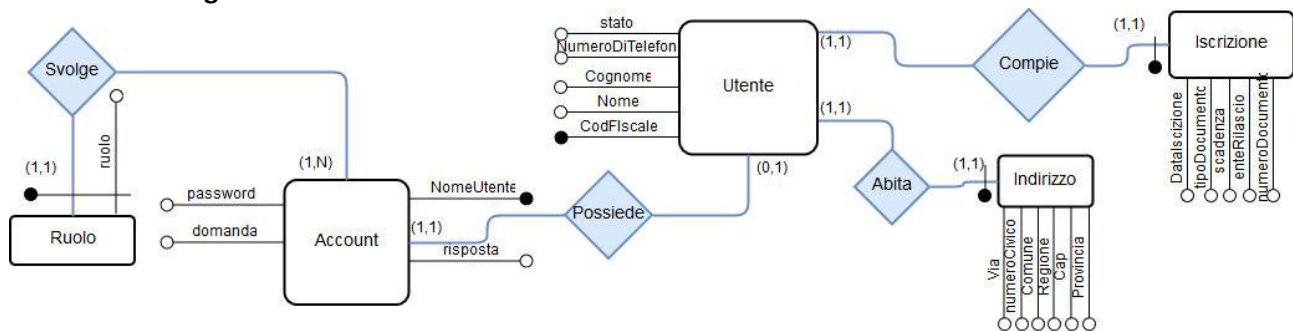 g
stato
NumeroDiTelefon
Cognome
Nome
CodFIscale
Utente
(1,1)
(1,1)
(0,1)
Compie
(1,1)
Iscrizione
DataIscizione
tipoDocumento
scadenza
enteRilascio
numeroDocumento
Svolge
ruolo
(1,1)
Ruolo
(1,N)
password
domanda
Account
NomeUtente
(1,1)
risposta
Possiede
Abita
(1,1)
Indirizzo
Via
numeroCivico
Comune
Regione
Cap
Provincia